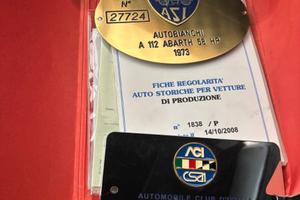 ASI
N° 27724
AUTOBIANCHI
A 112 ABARTH 58 HP
1973
FICHE REGOLARITA'
AUTO STORICHE PER VETTURE
DI PRODUZIONE
n° 1838 /P
14/10/2008
ACI
CSAI
AUTOMOBILE CLUB